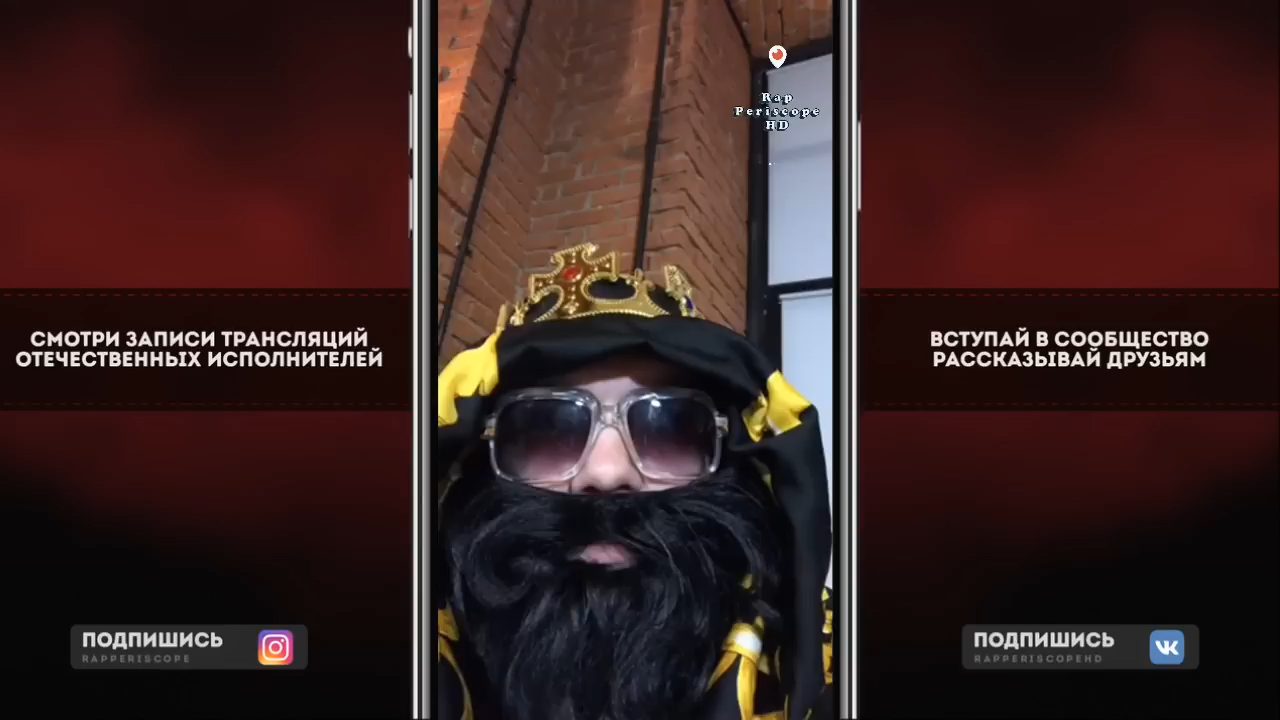 Rap
Periscope
HD
СМОТРИ ЗАПИСИ ТРАНСЛЯЦИЙ
ОТЕЧЕСТВЕННЫХ ИСПОЛНИТЕЛЕЙ
ВСТУПАЙ В СООБЩЕСТВО
РАССКАЗЫВАЙ ДРУЗЬЯМ
ПОДПИШИСЬ
RAPPERISCOPE
ПОДПИШИСЬ
RAPPERISCOPEHD